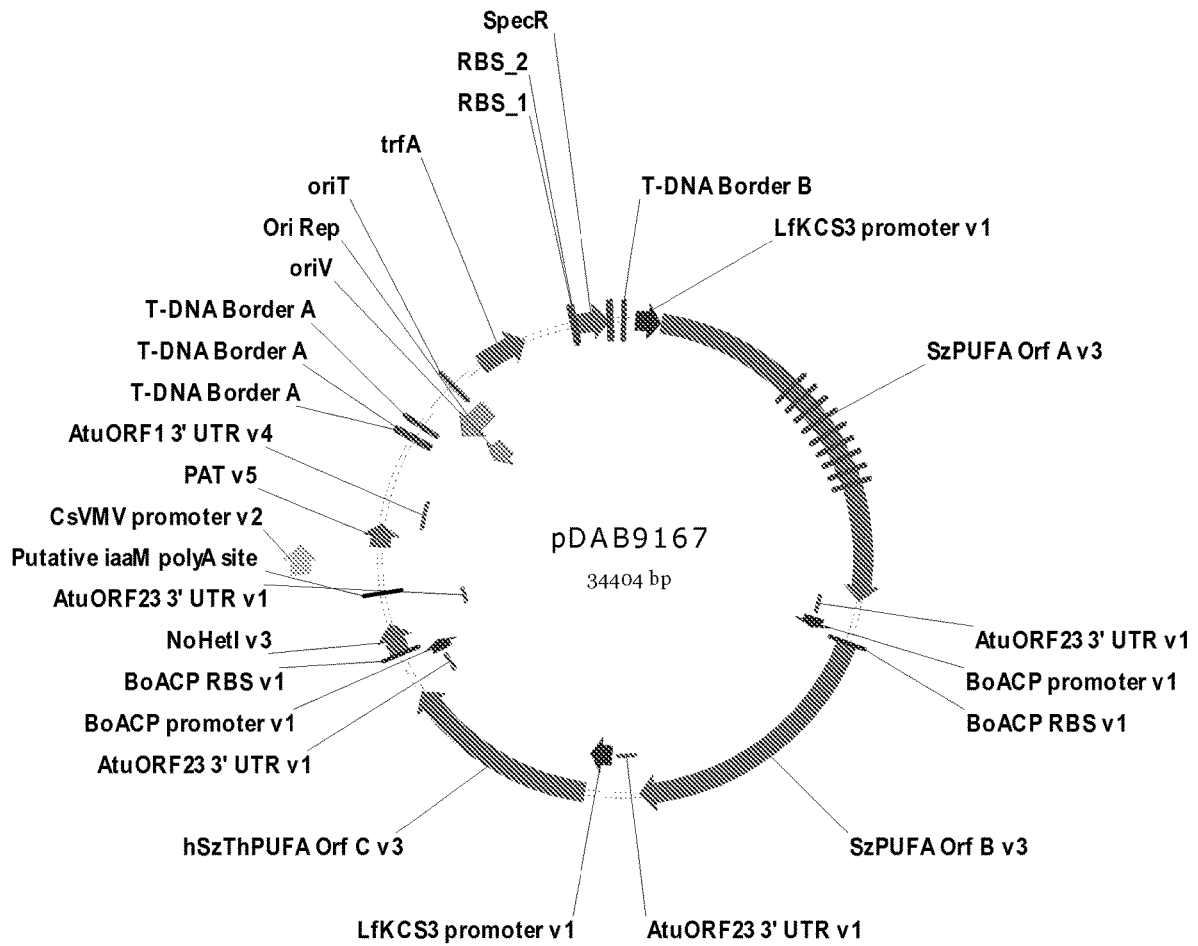 SpecR
RBS_2
RBS_1
trfA
oriT
Ori Rep
oriV
T-DNA Border A
T-DNA Border A
T-DNA Border A
AtuORF1 3' UTR v4
PAT v5
CsVMV promoter v2
Putative iaaM polyA site
AtuORF23 3' UTR v1
NoHetI v3
BoACP RBS v1
BoACP promoter v1
AtuORF23 3' UTR v1
hSzThPUFA Orf C v3
LfKCS3 promoter v1
AtuORF23 3' UTR v1
SzPUFA Orf B v3
BoACP RBS v1
BoACP promoter v1
AtuORF23 3' UTR v1
SzPUFA Orf A v3
LfKCS3 promoter v1
T-DNA Border B
pDAB9167
34404 bp